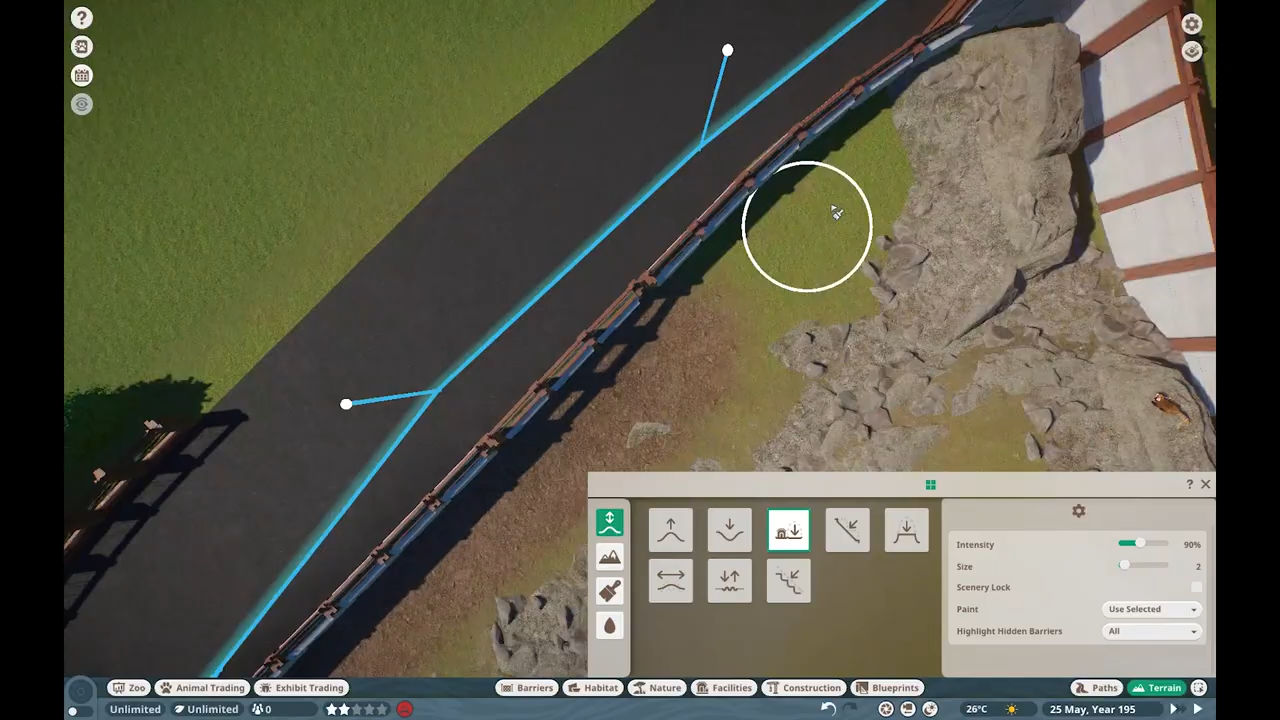 ?
? X
Intensity 90%
Size 2
Scenery Lock
Paint Use Selected
Highlight Hidden Barriers All
Zoo Animal Trading Exhibit Trading Barriers Habitat Nature Facilities Construction Blueprints Paths Terrain
Unlimited Unlimited 0 26°C 25 May, Year 195